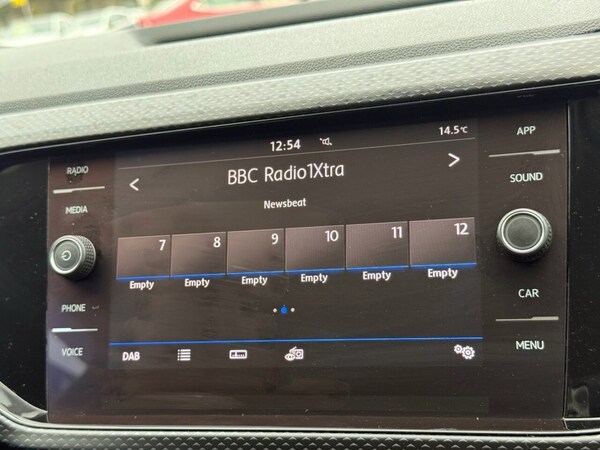 RADIO
MEDIA
PHONE
VOICE
12:54
14.5°C
BBC Radio1Xtra
Newsbeat
7 8 9 10 11 12
Empty Empty Empty Empty Empty Empty
DAB
APP
SOUND
CAR
MENU